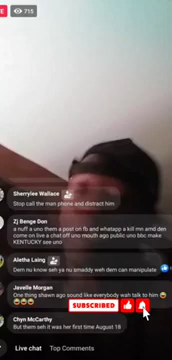 715
Sherrylee Wallace
Stop call the man phone and distract him
Zj Benge Don
a nuff a uno them a post on fb and whatapp a kill m amd den
come on live a chat off uno mouth ago public uno bbc make
KENTUCKY see uno
Aletha Laing
Dem nu know seh ya nu smaddy weh dem can manipulate
Javelle Morgan
One thing shawn ago sound like everybody wah talk to him 😂
😂😂😂
SUBSCRIBED
Chyn McCarthy
But them seh it was her first time August 18
Live chat Top Comments